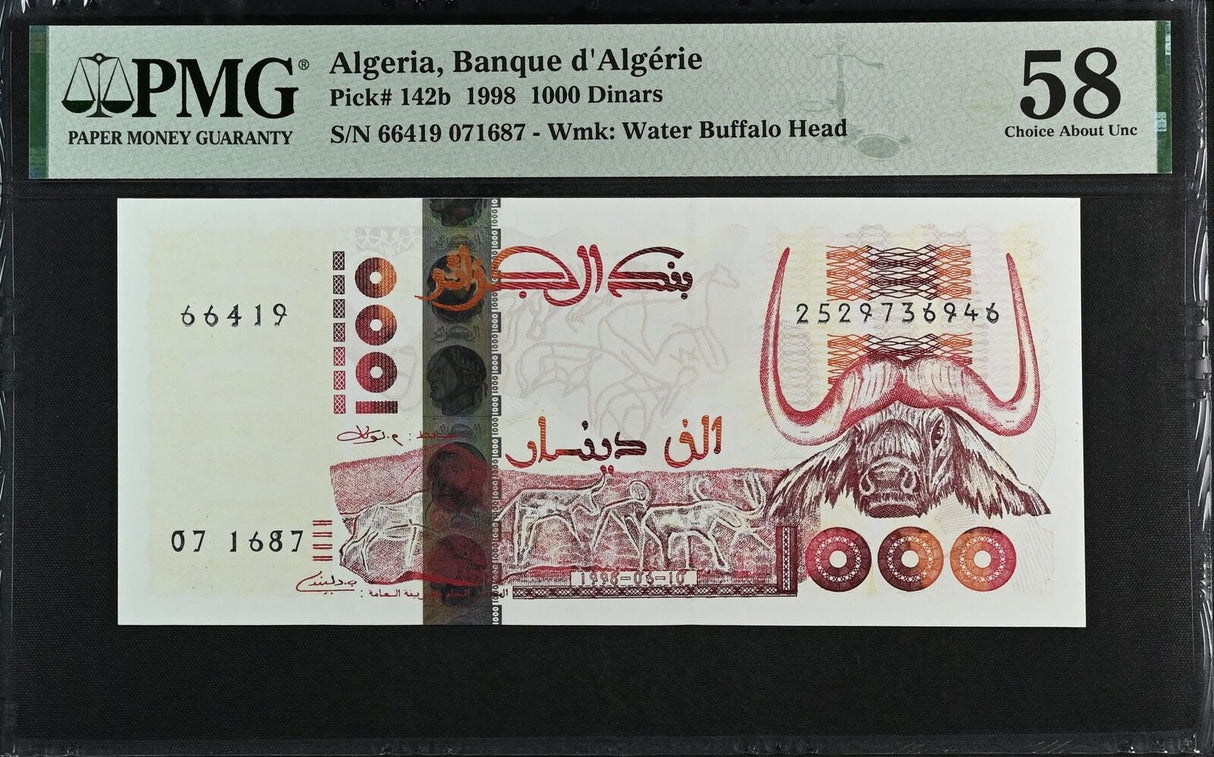 PMG®
PAPER MONEY GUARANTY
Algeria, Banque d'Algérie
Pick# 142b 1998 1000 Dinars
S/N 66419 071687 - Wmk: Water Buffalo Head
58
Choice About Unc
بنك الجزائر
1000
66419
2529736946
الف دينار
07 1687
1998-06-10
1000